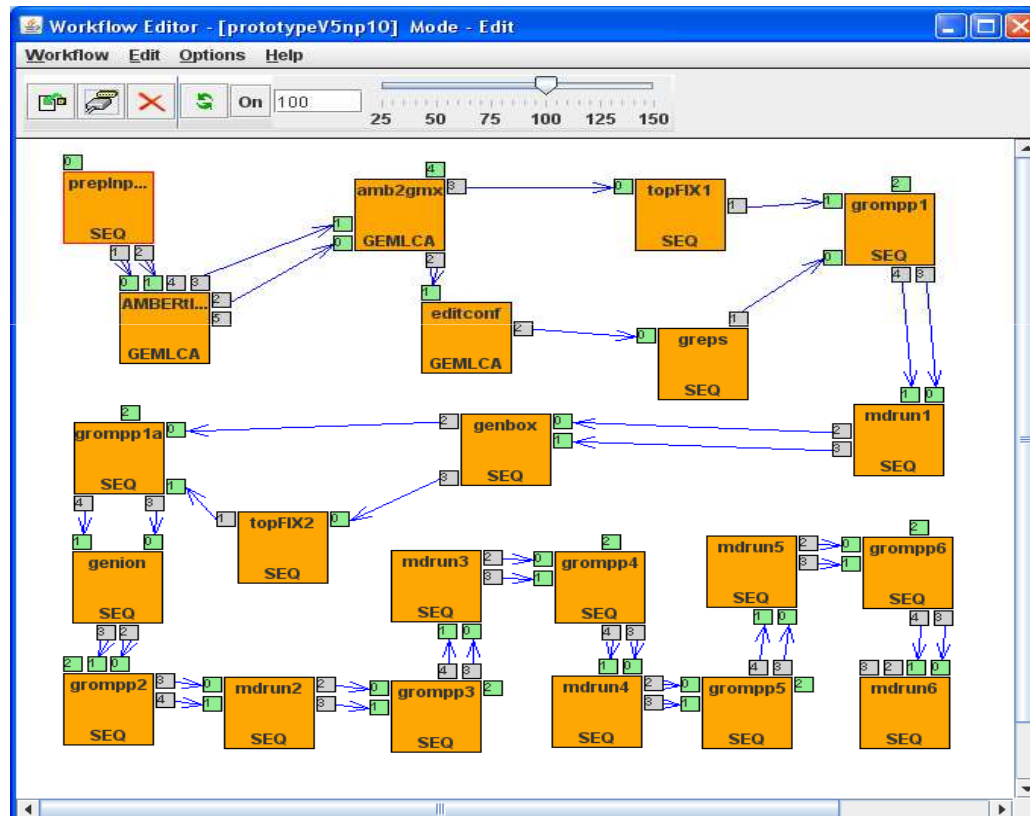 Workflow Editor - [prototypeV5np10] Mode - Edit
Workflow Edit Options Help
On 100
25 50 75 100 125 150
0
prepInp...
SEQ
1 2
0 1 4 3
AMBERtl...
GEMLCA
2
5
4
amb2gmx
GEMLCA
3
1
0
2
1
editconf
GEMLCA
2
0
topFIX1
SEQ
1
0
greps
SEQ
1
2
grompp1
SEQ
1
0
4 3
1 0
mdrun1
SEQ
2
3
2
genbox
SEQ
0
1
3
2
grompp1a
SEQ
0
1
4 3
1
topFIX2
SEQ
0
1 0
genion
SEQ
3 2
2 1 0
grompp2
SEQ
3
4
0
1
mdrun2
SEQ
2
3
0
1
grompp3
SEQ
4 3
2
1 0
mdrun3
SEQ
2
3
0
1
2
grompp4
SEQ
4 3
1 0
mdrun4
SEQ
2
3
0
1
grompp5
SEQ
4 3
2
1 0
mdrun5
SEQ
2
3
0
1
2
grompp6
SEQ
4 3
3 2 1 0
mdrun6
SEQ